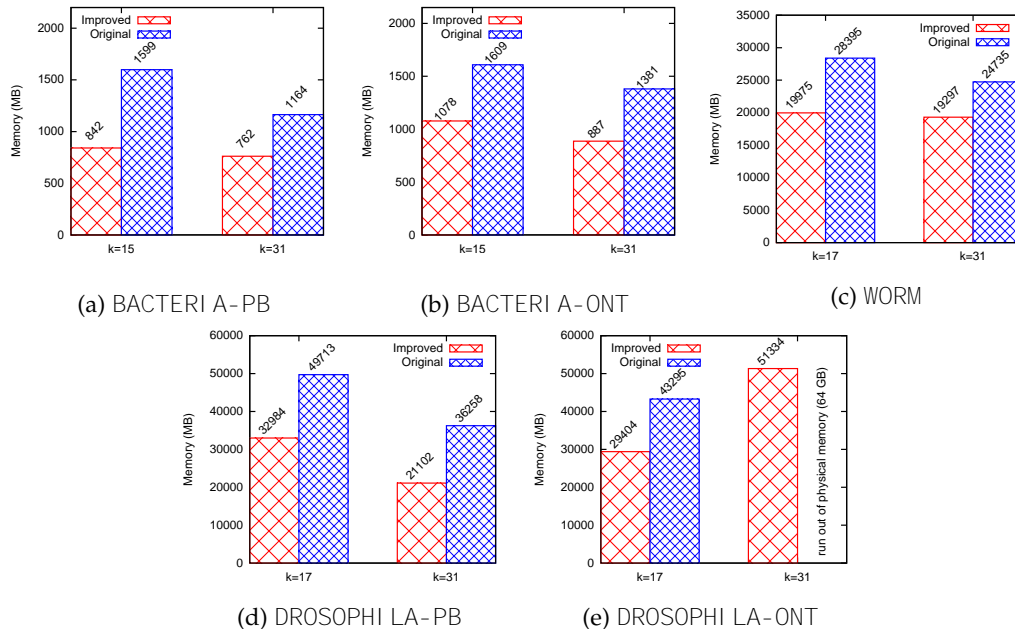 Improved
Original
Memory (MB)
2000
1500
1000
500
0
842
1599
762
1164
k=15
k=31
(a) BACTERI A-PB
Improved
Original
Memory (MB)
2000
1500
1000
500
0
1078
1609
887
1381
k=15
k=31
(b) BACTERI A-ONT
Improved
Original
Memory (MB)
35000
30000
25000
20000
15000
10000
5000
0
19975
28395
19297
24735
k=17
k=31
(c) WORM
Improved
Original
Memory (MB)
60000
50000
40000
30000
20000
10000
0
32984
49713
21102
36258
k=17
k=31
(d) DROSOPHI LA-PB
Improved
Original
Memory (MB)
60000
50000
40000
30000
20000
10000
0
29404
43295
51334
run out of physical memory (64 GB)
k=17
k=31
(e) DROSOPHI LA-ONT